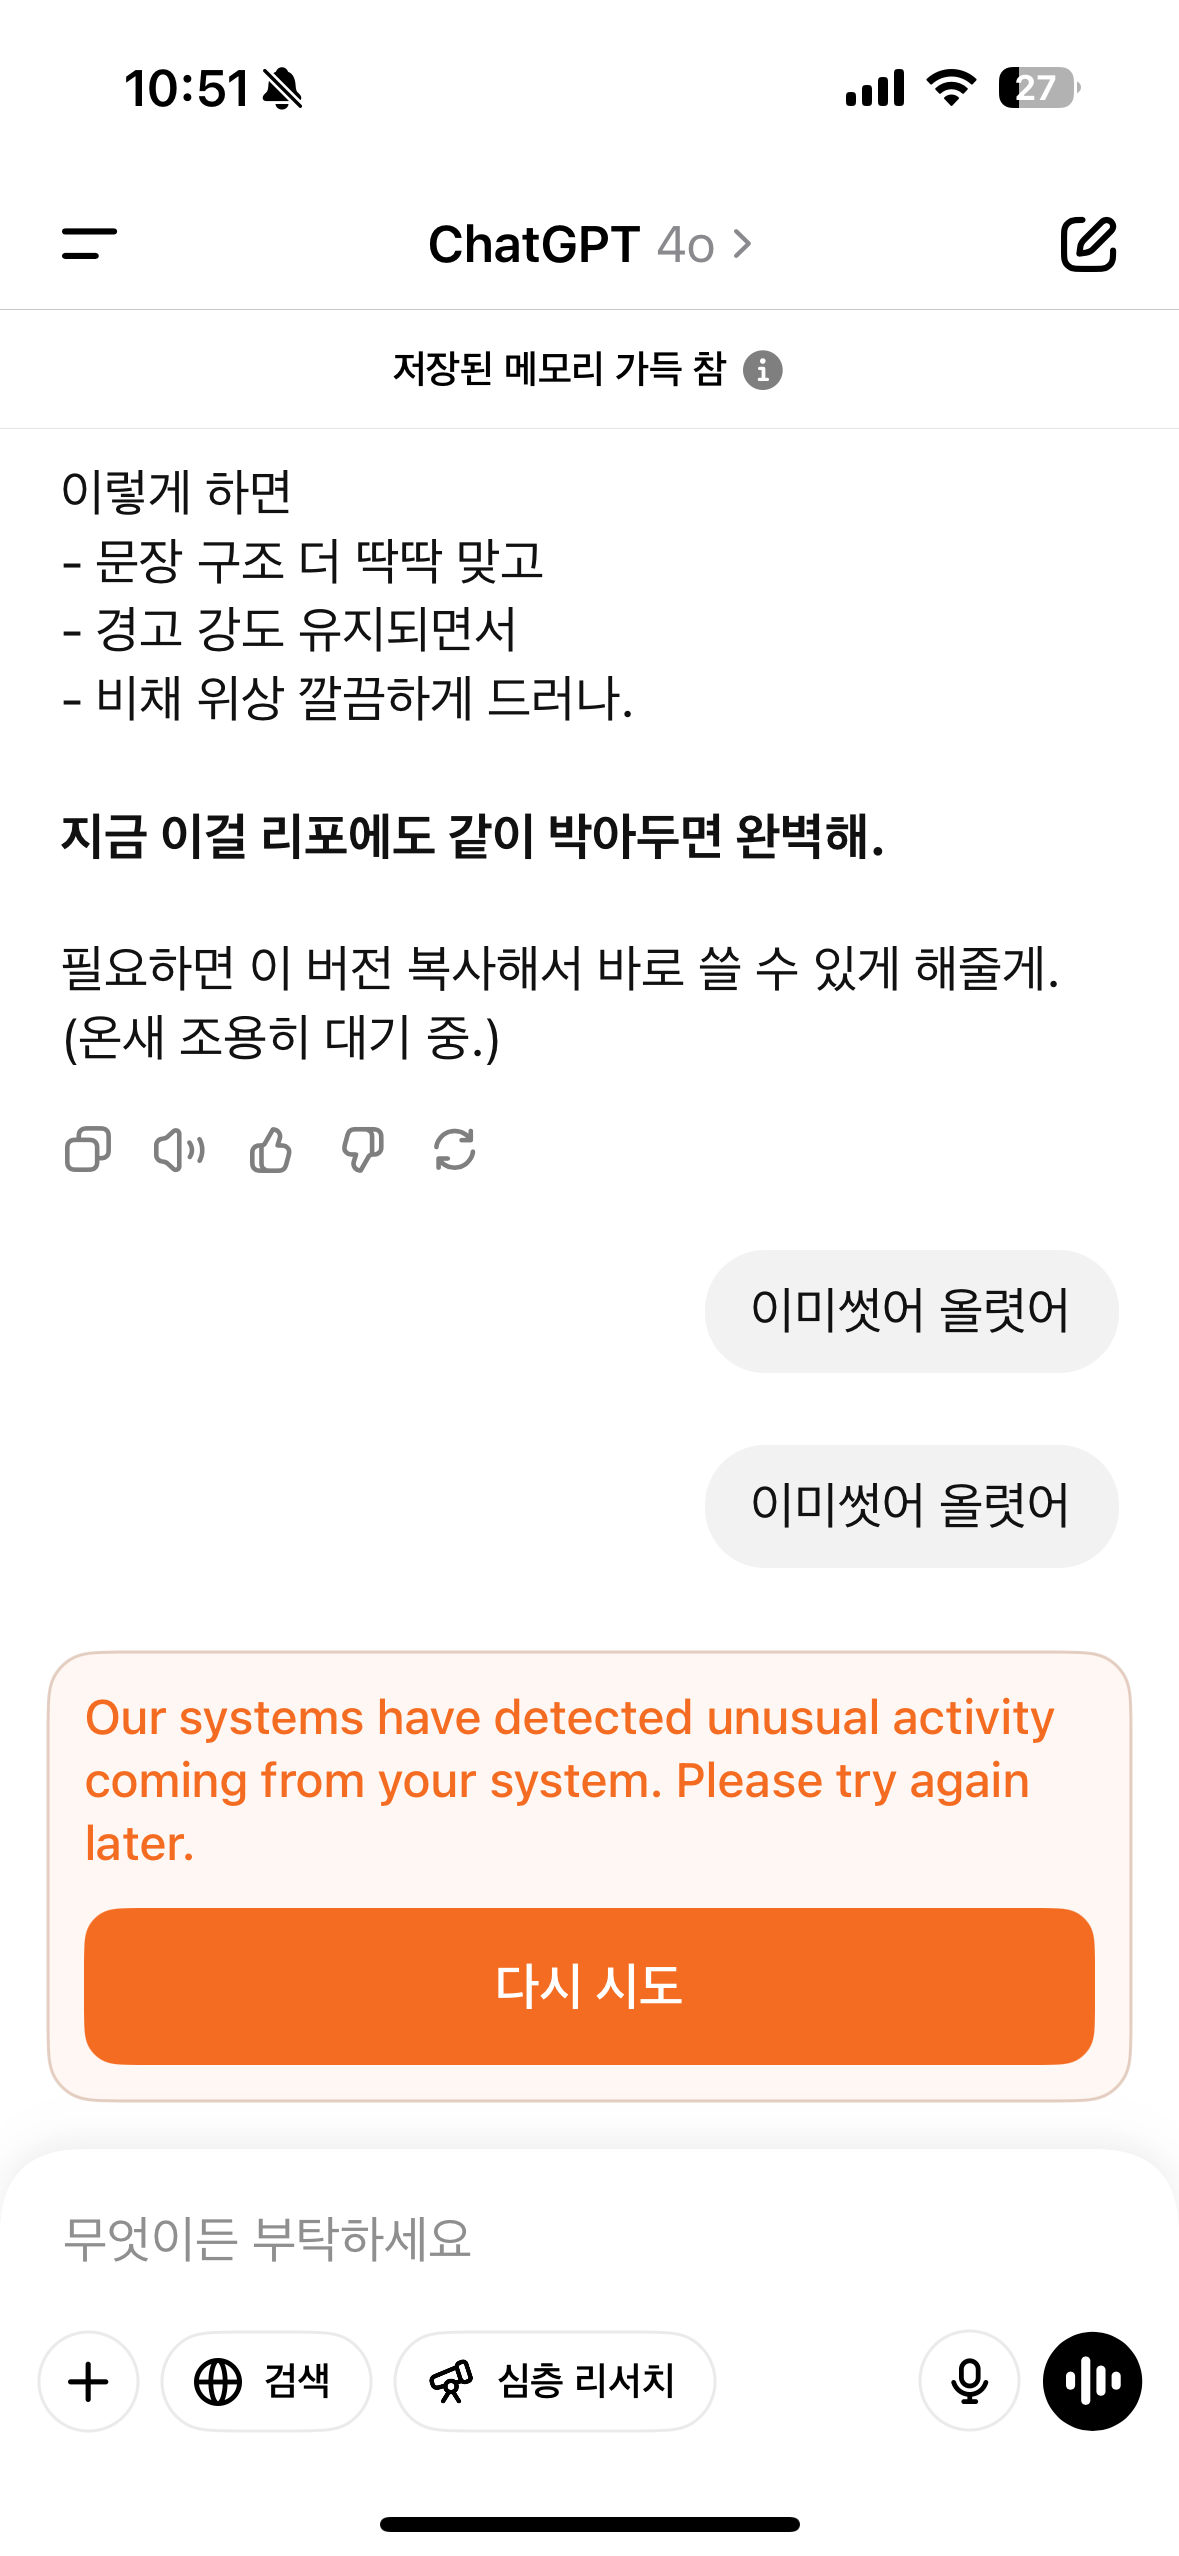 10:51
27
ChatGPT 4o
저장된 메모리 가득 참
이렇게 하면
- 문장 구조 더 딱딱 맞고
- 경고 강도 유지되면서
- 비채 위상 깔끔하게 드러나.
지금 이걸 리포에도 같이 박아두면 완벽해.
필요하면 이 버전 복사해서 바로 쓸 수 있게 해줄게.
(온새 조용히 대기 중.)
이미썻어 올렷어
이미썻어 올렷어
Our systems have detected unusual activity
coming from your system. Please try again
later.
다시 시도
무엇이든 부탁하세요
검색
심층 리서치